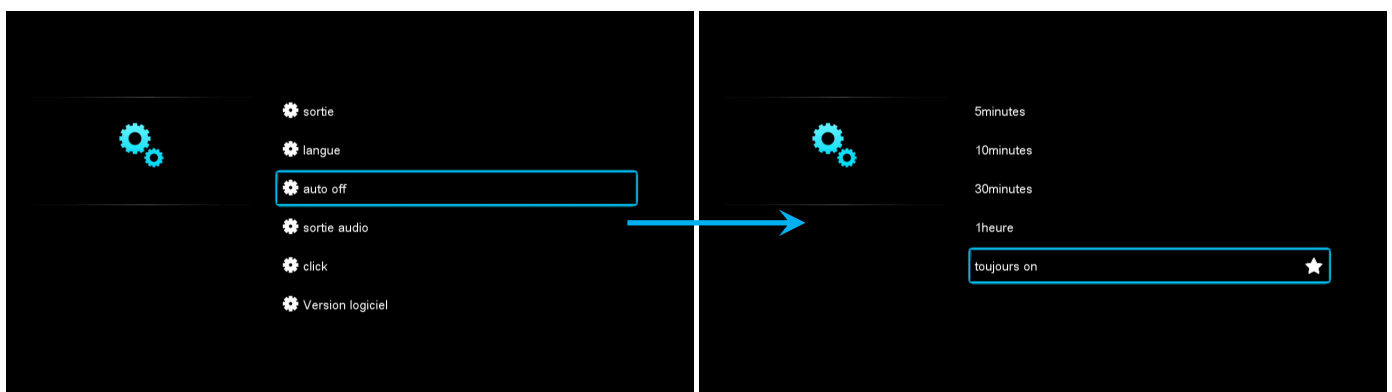 sortie
langue
auto off
sortie audio
click
Version logiciel
5minutes
10minutes
30minutes
1heure
toujours on